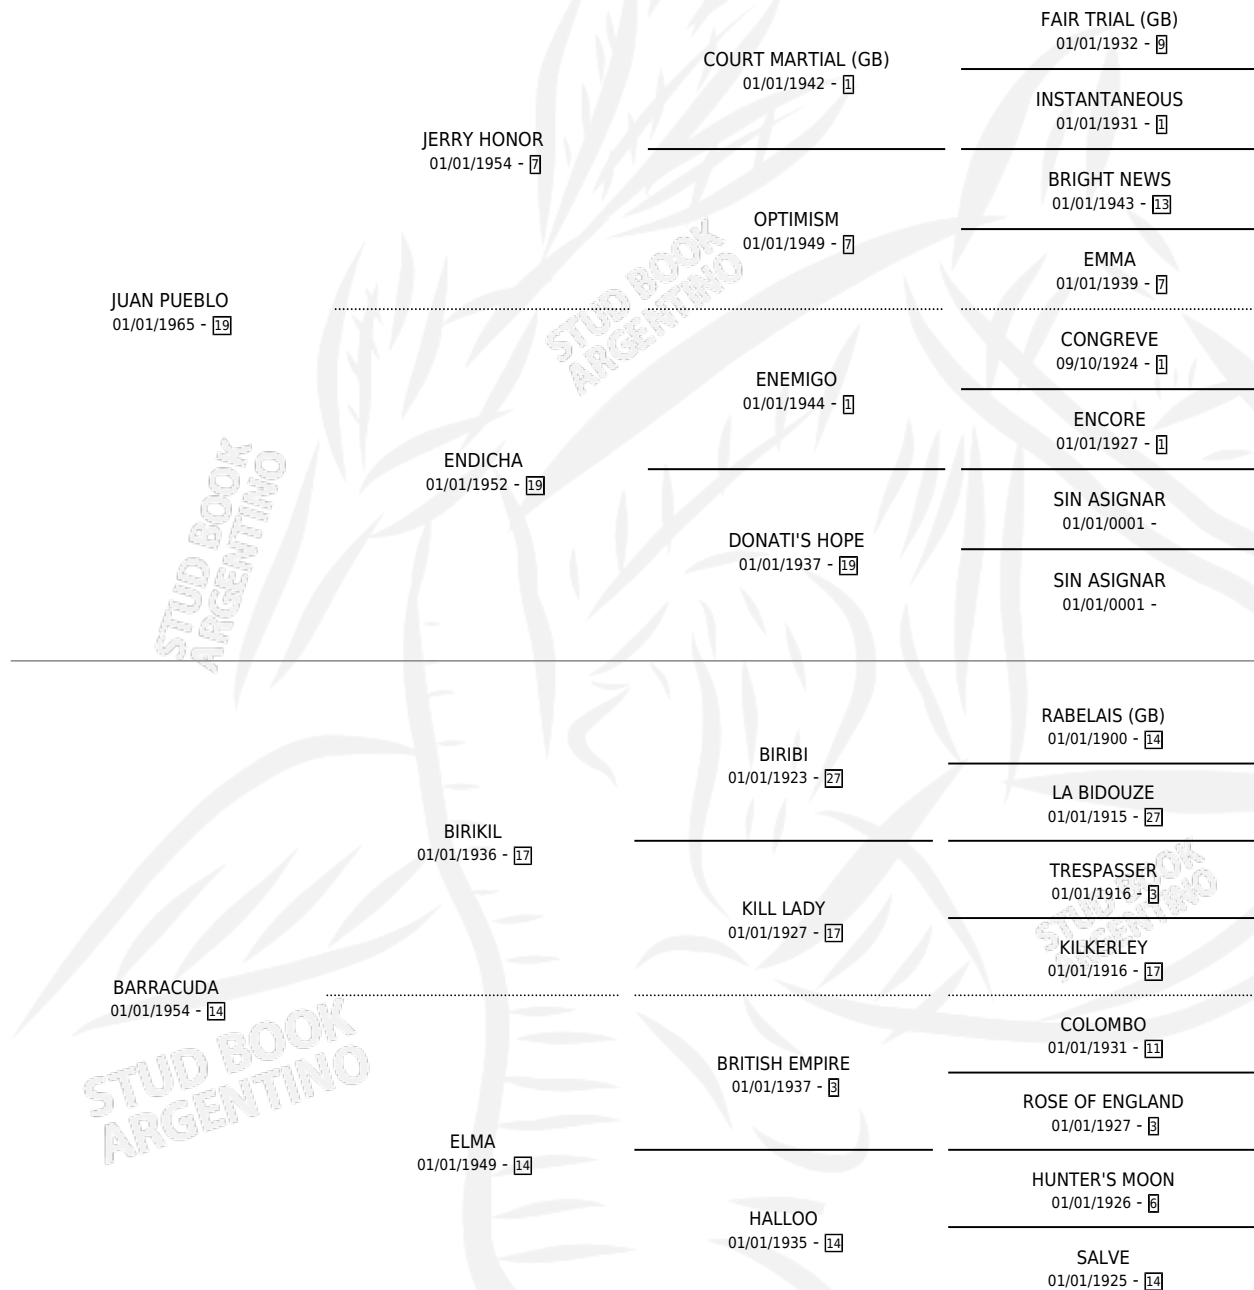 FAIR TRIAL (GB)
01/01/1932 - 9
COURT MARTIAL (GB)
01/01/1942 - 1
INSTANTANEOUS
01/01/1931 - 1
JERRY HONOR
01/01/1954 - 7
BRIGHT NEWS
01/01/1943 - 13
OPTIMISM
01/01/1949 - 7
EMMA
01/01/1939 - 7
JUAN PUEBLO
01/01/1965 - 19
CONGREVE
09/10/1924 - 1
ENEMIGO
01/01/1944 - 1
ENCORE
01/01/1927 - 1
ENDICHA
01/01/1952 - 19
SIN ASIGNAR
01/01/0001 -
DONATI'S HOPE
01/01/1937 - 19
SIN ASIGNAR
01/01/0001 -
STUD BOOK
ARGENTINO
STUD BOOK
ARGENTINO
RABELAIS (GB)
01/01/1900 - 14
BIRIBI
01/01/1923 - 27
LA BIDOUZE
01/01/1915 - 27
BIRIKIL
01/01/1936 - 17
TRESPASSER
01/01/1916 - 3
KILL LADY
01/01/1927 - 17
KILKERLEY
01/01/1916 - 17
BARRACUDA
01/01/1954 - 14
COLOMBO
01/01/1931 - 11
BRITISH EMPIRE
01/01/1937 - 3
ROSE OF ENGLAND
01/01/1927 - 3
ELMA
01/01/1949 - 14
HUNTER'S MOON
01/01/1926 - 6
HALLOO
01/01/1935 - 14
SALVE
01/01/1925 - 14
STUD BOOK
ARGENTINO
STUD BOOK
ARGENTINO